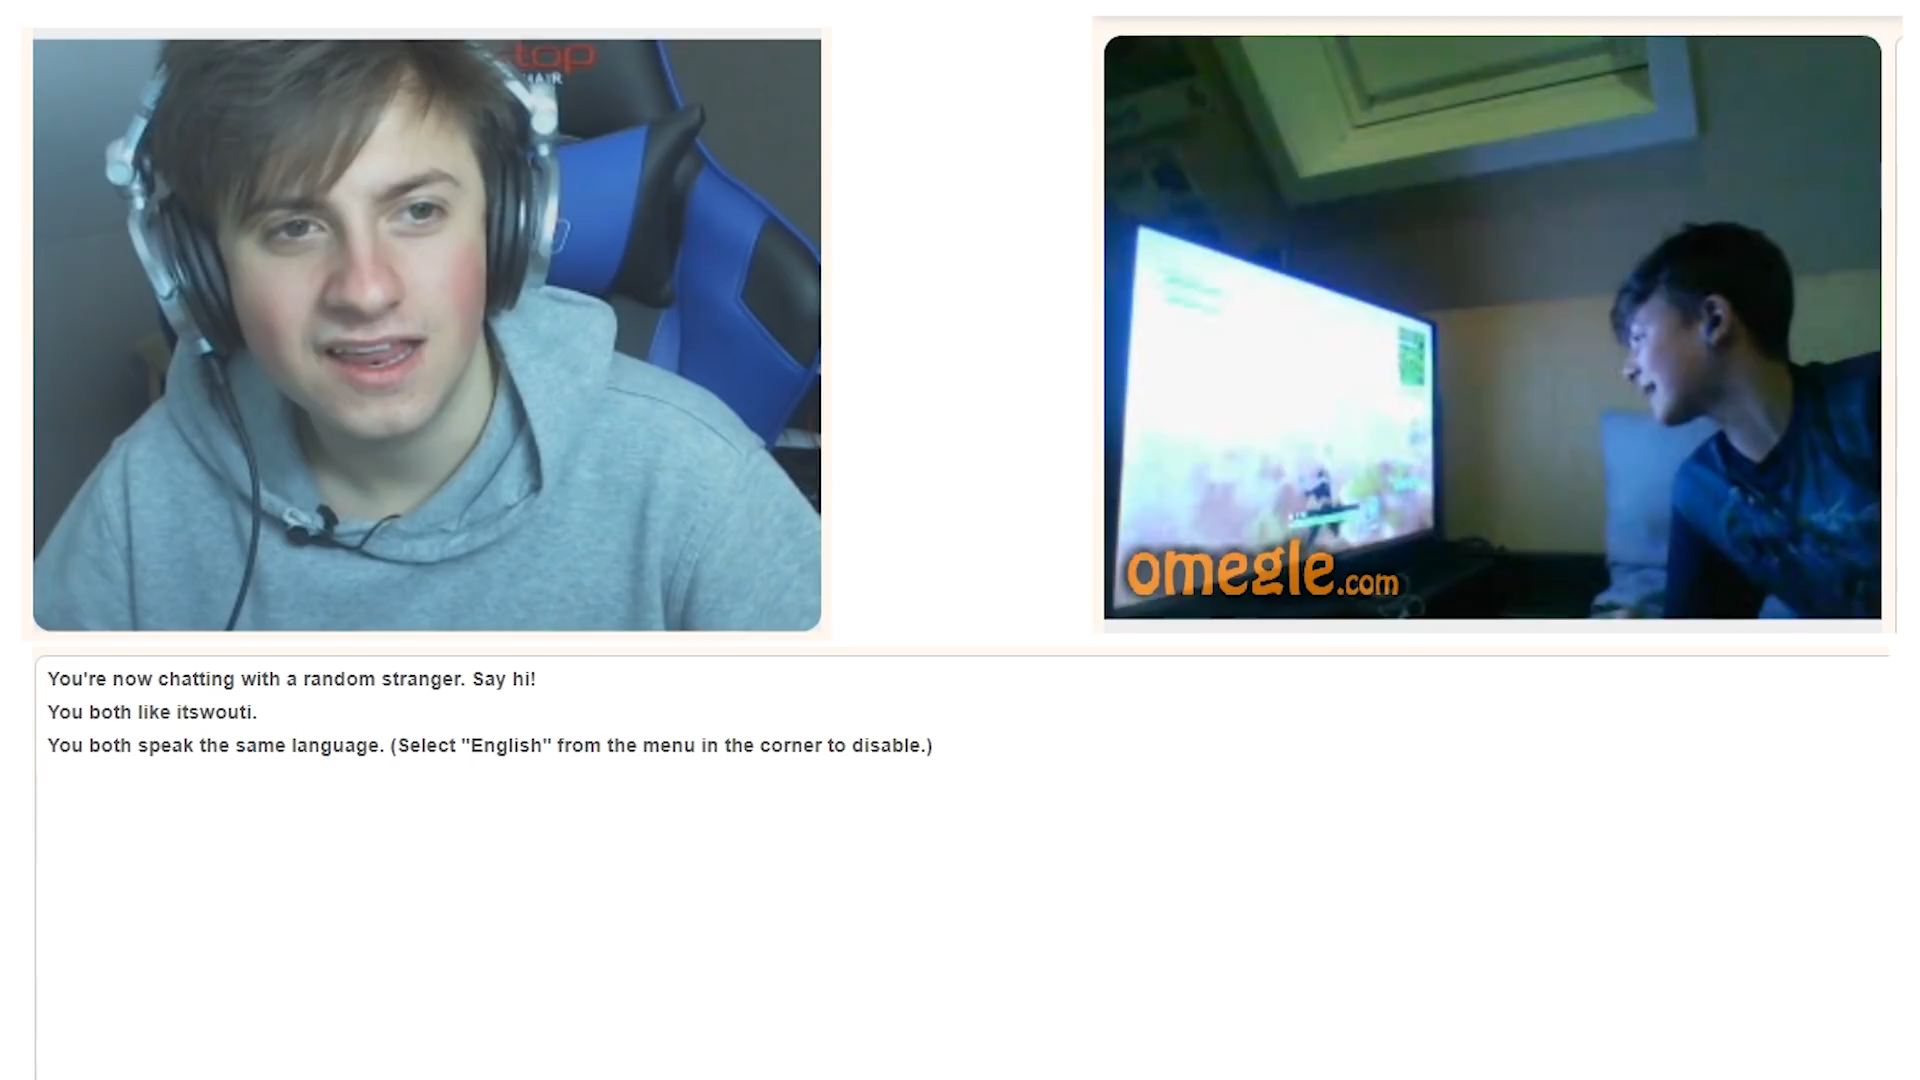 top
omegle.com
You're now chatting with a random stranger. Say hi!
You both like itswouti.
You both speak the same language. (Select "English" from the menu in the corner to disable.)